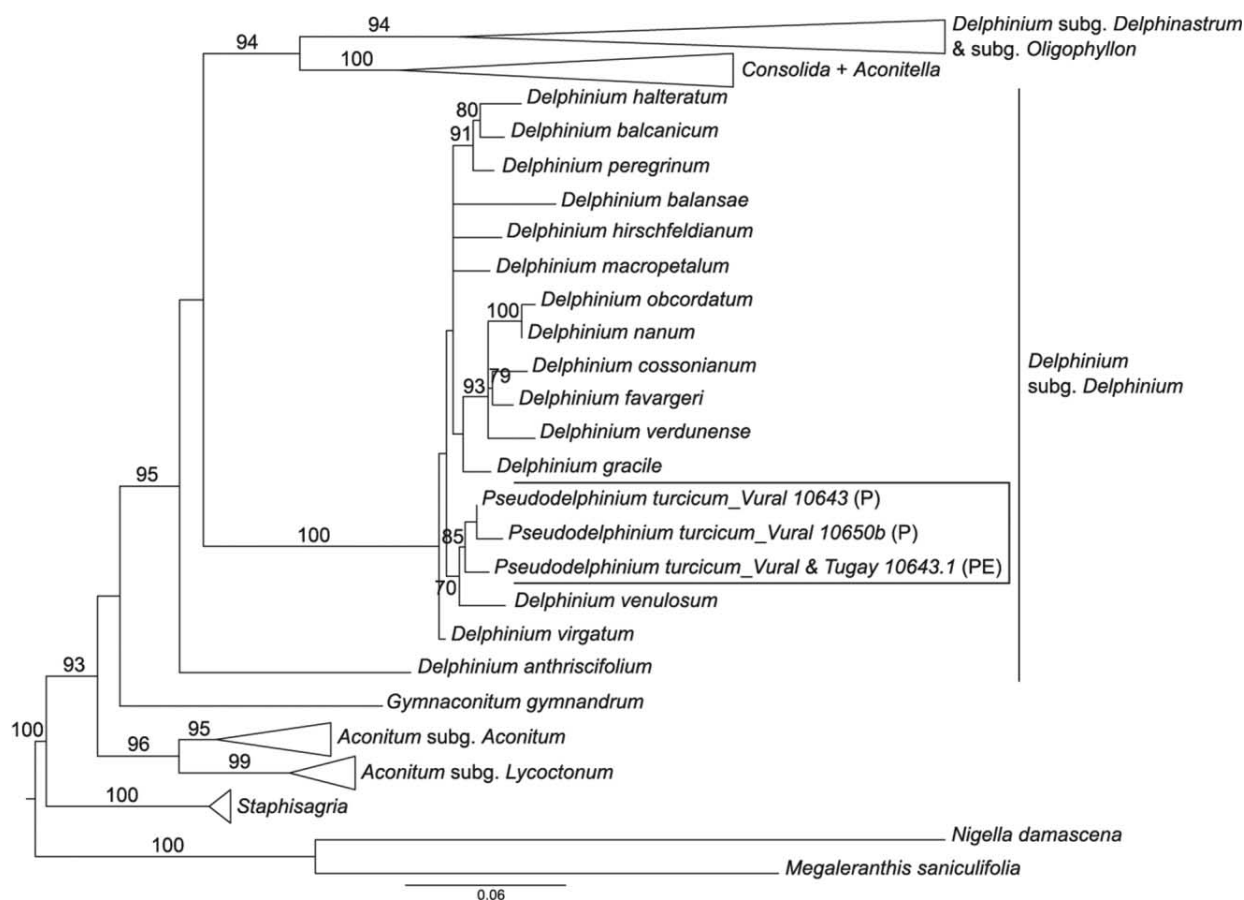 94
94
Delphinium subg. Delphinastrum
& subg. Oligophyllon
100
Consolida + Aconitella
Delphinium halteratum
80
Delphinium balcanicum
91
Delphinium peregrinum
Delphinium balansae
Delphinium hirschfeldianum
Delphinium macropetalum
Delphinium obcordatum
100
Delphinium nanum
Delphinium cossonianum
79
93
Delphinium favargeri
Delphinium
subg. Delphinium
Delphinium verdunense
Delphinium gracile
95
Pseudodelphinium turcicum_Vural 10643 (P)
Pseudodelphinium turcicum_Vural 10650b (P)
85
100
Pseudodelphinium turcicum_Vural & Tugay 10643.1 (PE)
70
Delphinium venulosum
Delphinium virgatum
93
Delphinium anthriscifolium
Gymnaconitum gymnandrum
100
95
Aconitum subg. Aconitum
96
99
Aconitum subg. Lycoctonum
100
Staphisagria
100
Nigella damascena
Megaleranthis saniculifolia
0.06